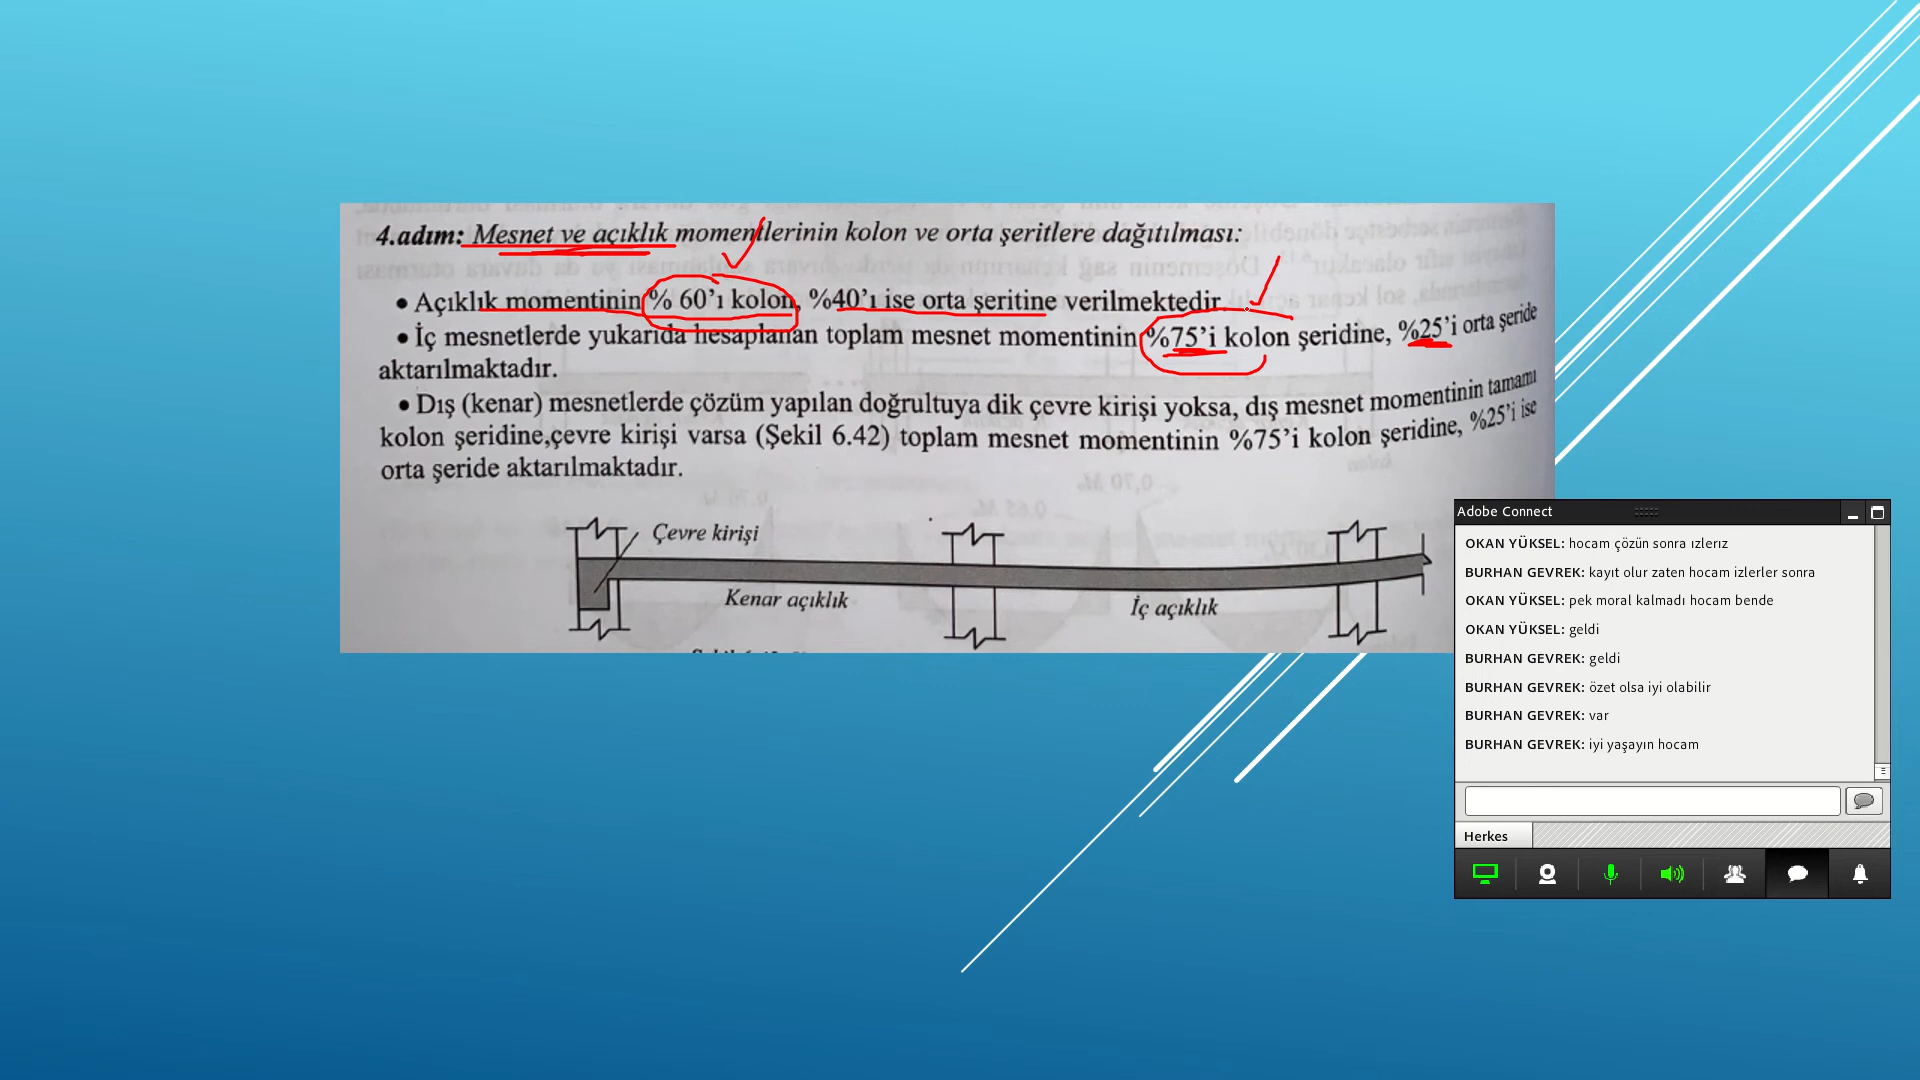 4.adım: Mesnet ve açıklık momentlerinin kolon ve orta şeritlere dağıtılması:
• Açıklık momentinin % 60’ı kolon, %40’ı ise orta şeritine verilmektedir.
• İç mesnetlerde yukarıda hesaplanan toplam mesnet momentinin %75’i kolon şeridine, %25’i orta şeride
aktarılmaktadır.
• Dış (kenar) mesnetlerde çözüm yapılan doğrultuya dik çevre kirişi yoksa, dış mesnet momentinin tamamı
kolon şeridine,çevre kirişi varsa (Şekil 6.42) toplam mesnet momentinin %75’i kolon şeridine, %25’i ise
orta şeride aktarılmaktadır.
Çevre kirişi
Kenar açıklık
İç açıklık
Adobe Connect
OKAN YÜKSEL: hocam çözün sonra ızlerız
BURHAN GEVREK: kayıt olur zaten hocam izlerler sonra
OKAN YÜKSEL: pek moral kalmadı hocam bende
OKAN YÜKSEL: geldi
BURHAN GEVREK: geldi
BURHAN GEVREK: özet olsa iyi olabilir
BURHAN GEVREK: var
BURHAN GEVREK: iyi yaşayın hocam
Herkes